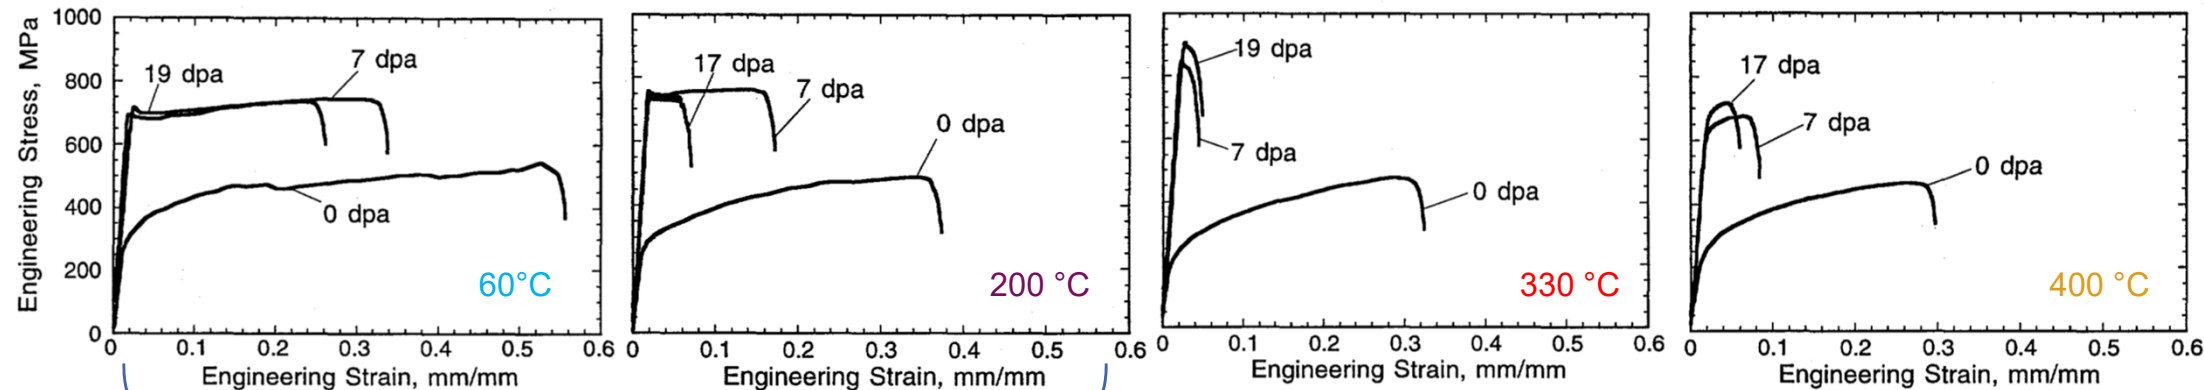 Engineering Stress, MPa
1000
800
600
400
200
0
19 dpa
7 dpa
0 dpa
60°C
0 0.1 0.2 0.3 0.4 0.5 0.6
Engineering Strain, mm/mm
17 dpa
7 dpa
0 dpa
200 °C
0 0.1 0.2 0.3 0.4 0.5 0.6
Engineering Strain, mm/mm
19 dpa
7 dpa
0 dpa
330 °C
0 0.1 0.2 0.3 0.4 0.5 0.6
Engineering Strain, mm/mm
17 dpa
7 dpa
0 dpa
400 °C
0 0.1 0.2 0.3 0.4 0.5 0.6
Engineering Strain, mm/mm